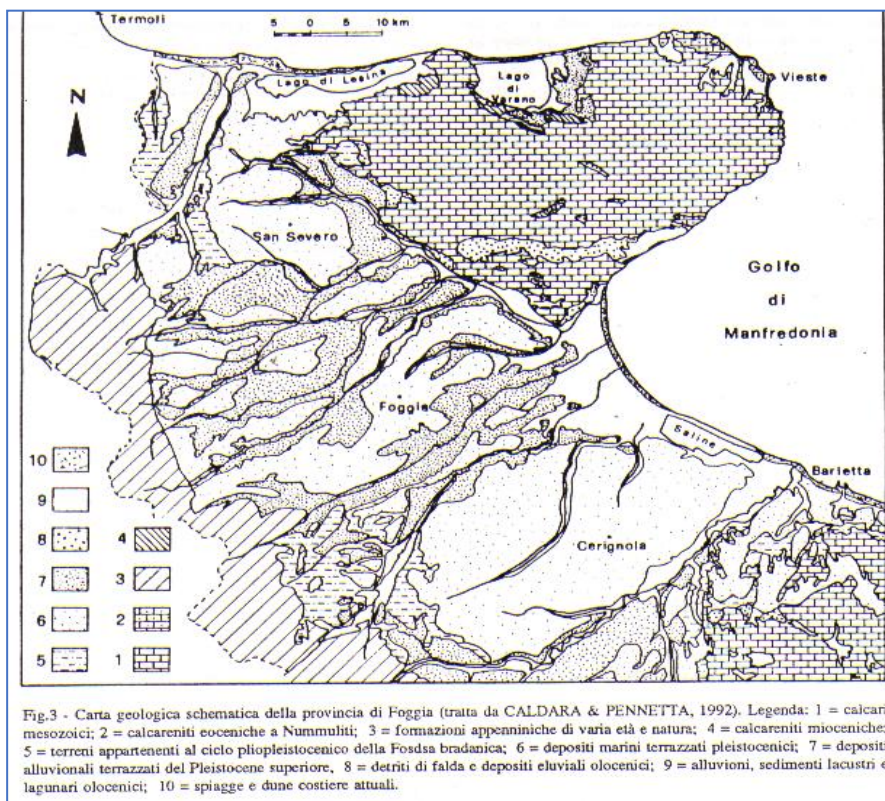 Termoli
5 0 10 km
Lago di Lesina
Lago
di
Varano
Vieste
N
San Severo
Golfo
di
Manfredonia
Foggia
Saline
Barletta
Cerignola
10
9
8 4
7 3
6 2
5 1
Fig.3 - Carta geologica schematica della provincia di Foggia (tratta da CALDARA & PENNETTA, 1992). Legenda: 1 = calcari
mesozoici; 2 = calcareniti eoceniche a Nummuliti; 3 = formazioni appenniniche di varia età e natura; 4 = calcareniti mioceniche;
5 = terreni appartenenti al ciclo pliopleistocenico della Fosdsa bradanica; 6 = depositi marini terrazzati pleistocenici; 7 = depositi
alluvionali terrazzati del Pleistocene superiore, 8 = detriti di falda e depositi eluviali olocenici; 9 = alluvioni, sedimenti lacustri e
lagunari olocenici; 10 = spiagge e dune costiere attuali.